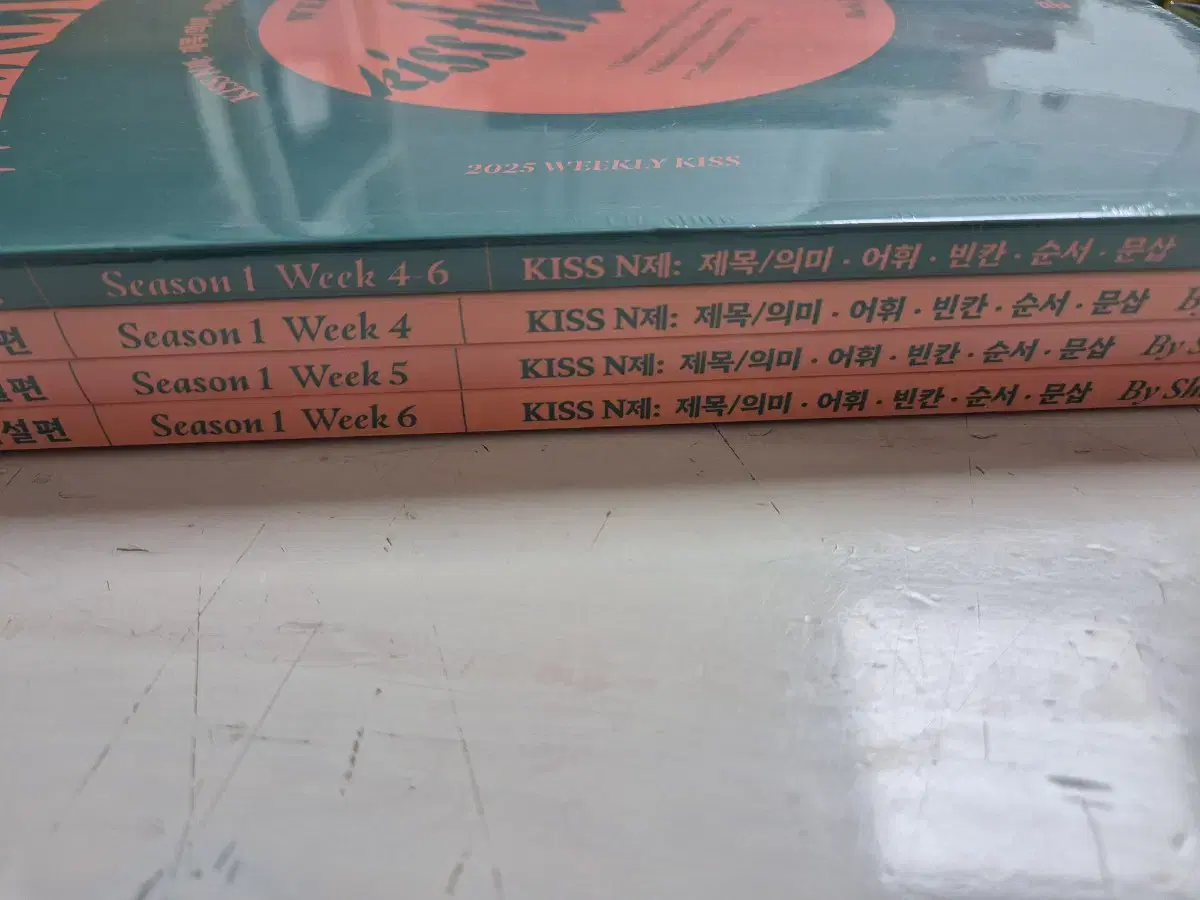 2025 WEEKLY KISS
Season 1 Week 4-6 KISS N제: 제목/의미 · 어휘 · 빈칸 · 순서 · 문삽
편 Season 1 Week 4 KISS N제: 제목/의미 · 어휘 · 빈칸 · 순서 · 문삽
편 Season 1 Week 5 KISS N제: 제목/의미 · 어휘 · 빈칸 · 순서 · 문삽 By
설편 Season 1 Week 6 KISS N제: 제목/의미 · 어휘 · 빈칸 · 순서 · 문삽 By